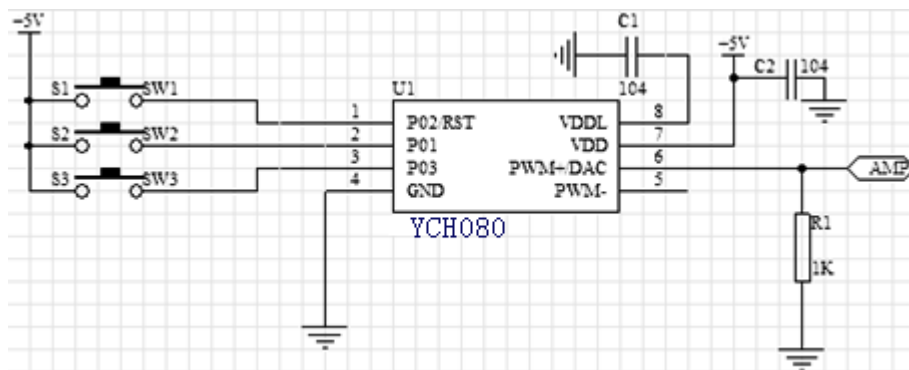 -5V
S1 SW1
S2 SW2
S3 SW3
U1
1 P02/RST
2 P01
3 P03
4 GND
VDDL 8
VDD 7
PWM+/DAC 6
PWM- 5
YCH080
C1
104
-5V
C2 104
AMP
R1
1K